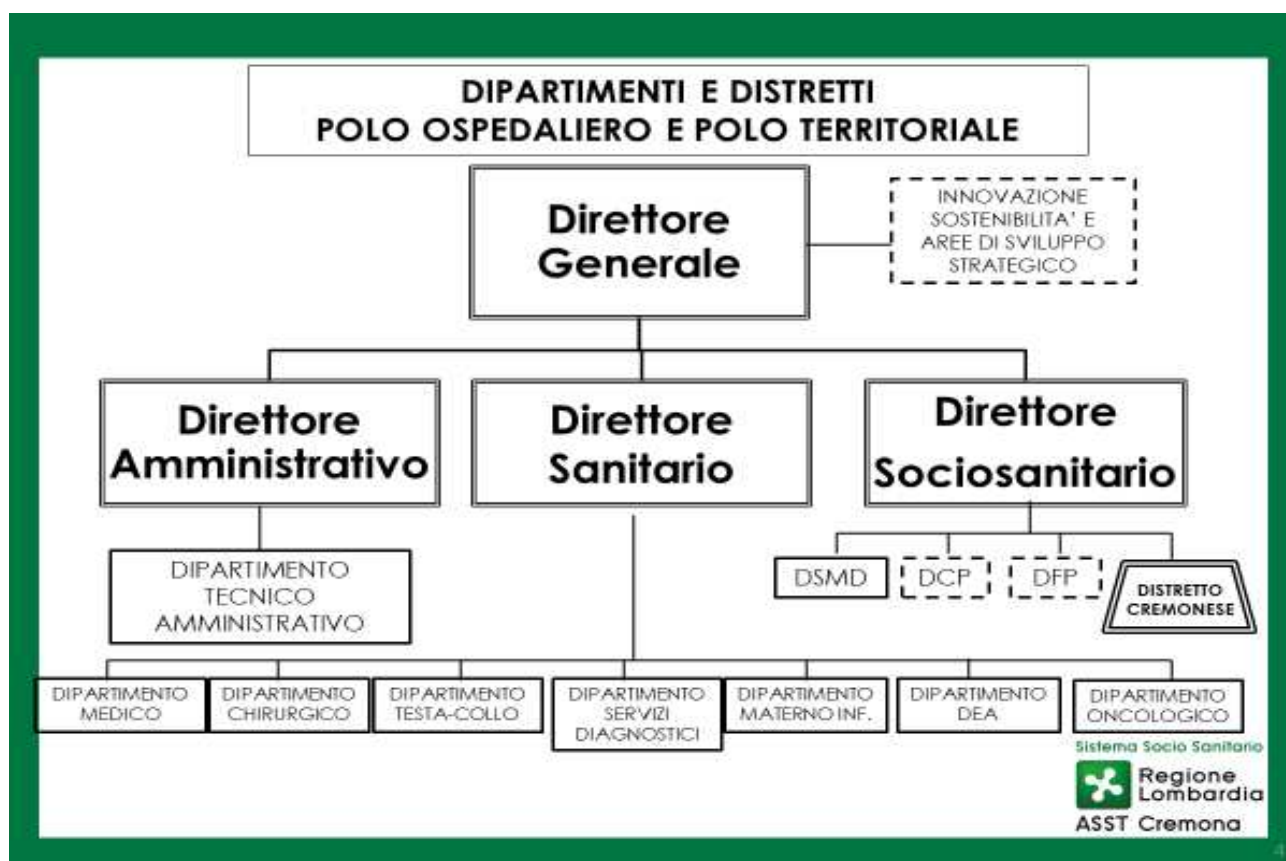 DIPARTIMENTI E DISTRETTI
POLO OSPEDALIERO E POLO TERRITORIALE
Direttore
Generale
INNOVAZIONE
SOSTENIBILITA' E
AREE DI SVILUPPO
STRATEGICO
Direttore
Amministrativo
Direttore
Sanitario
Direttore
Sociosanitario
DIPARTIMENTO
TECNICO
AMMINISTRATIVO
DSMD
DCP
DFP
DISTRETTO
CREMONESE
DIPARTIMENTO
MEDICO
DIPARTIMENTO
CHIRURGICO
DIPARTIMENTO
TESTA-COLLO
DIPARTIMENTO
SERVIZI
DIAGNOSTICI
DIPARTIMENTO
MATERNO INF.
DIPARTIMENTO
DEA
DIPARTIMENTO
ONCOLOGICO
Sistema Socio Sanitario
Regione
Lombardia
ASST Cremona